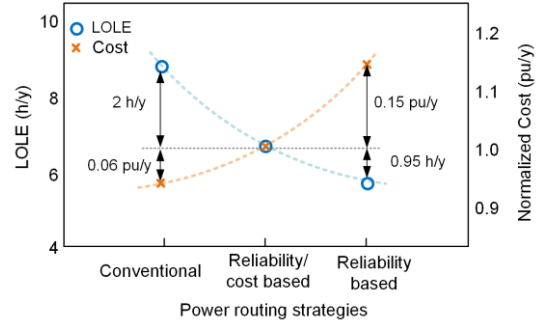 LOLE
Cost
LOLE (h/y)
10
8
6
4
2 h/y
0.06 pu/y
0.15 pu/y
0.95 h/y
1.2
1.1
1.0
0.9
Normalized Cost (pu/y)
Conventional
Reliability/
cost based
Reliability
based
Power routing strategies